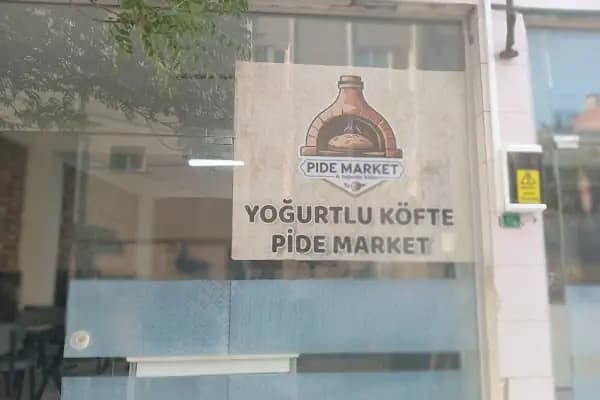 PIDE MARKET
YOĞURTLU KÖFTE
PİDE MARKET